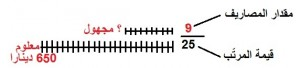 مقدار المصاريف 9 ؟ مجهول
قيمة المرتّب 25 معلوم
650 دينارا